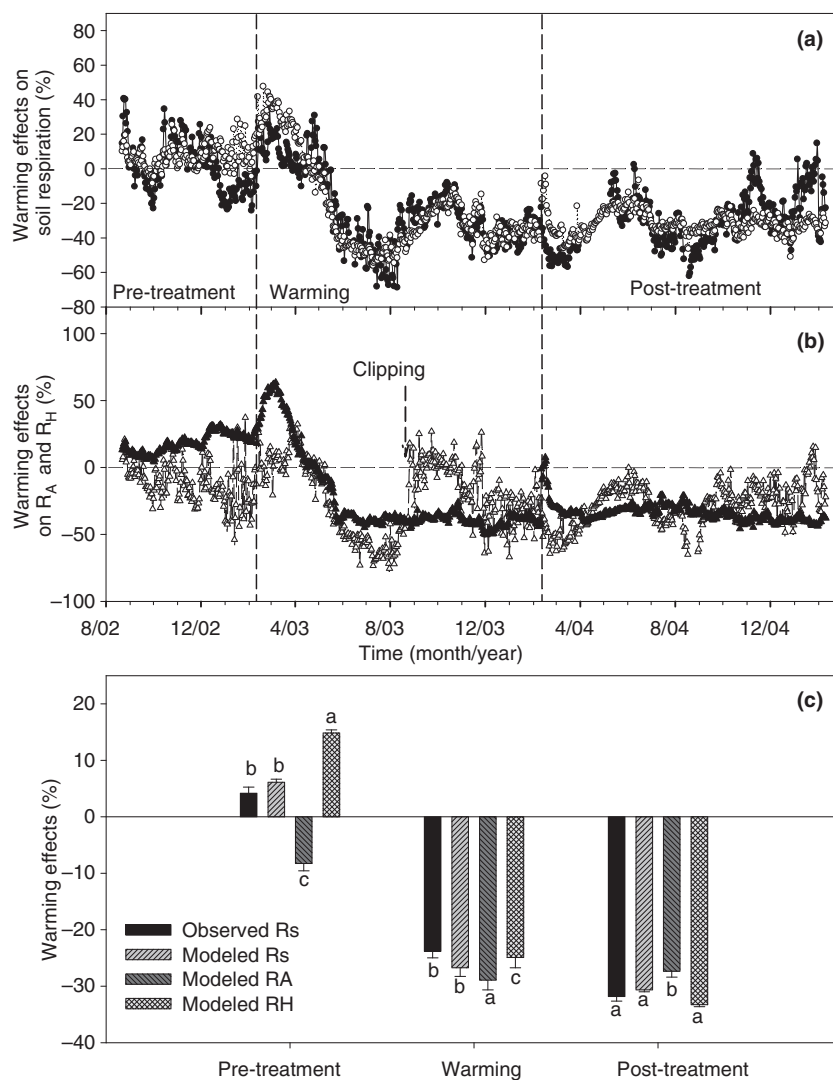 (a)
Warming effects on
soil respiration (%)
80
60
40
20
0
−20
−40
−60
−80
Pre-treatment
Warming
Post-treatment
(b)
Warming effects
on RA and RH (%)
100
50
0
−50
−100
Clipping
8/02 12/02 4/03 8/03 12/03 4/04 8/04 12/04
Time (month/year)
(c)
Warming effects (%)
20
10
0
−10
−20
−30
−40
b b c a
b b a c
a a b a
Observed Rs
Modeled Rs
Modeled RA
Modeled RH
Pre-treatment Warming Post-treatment